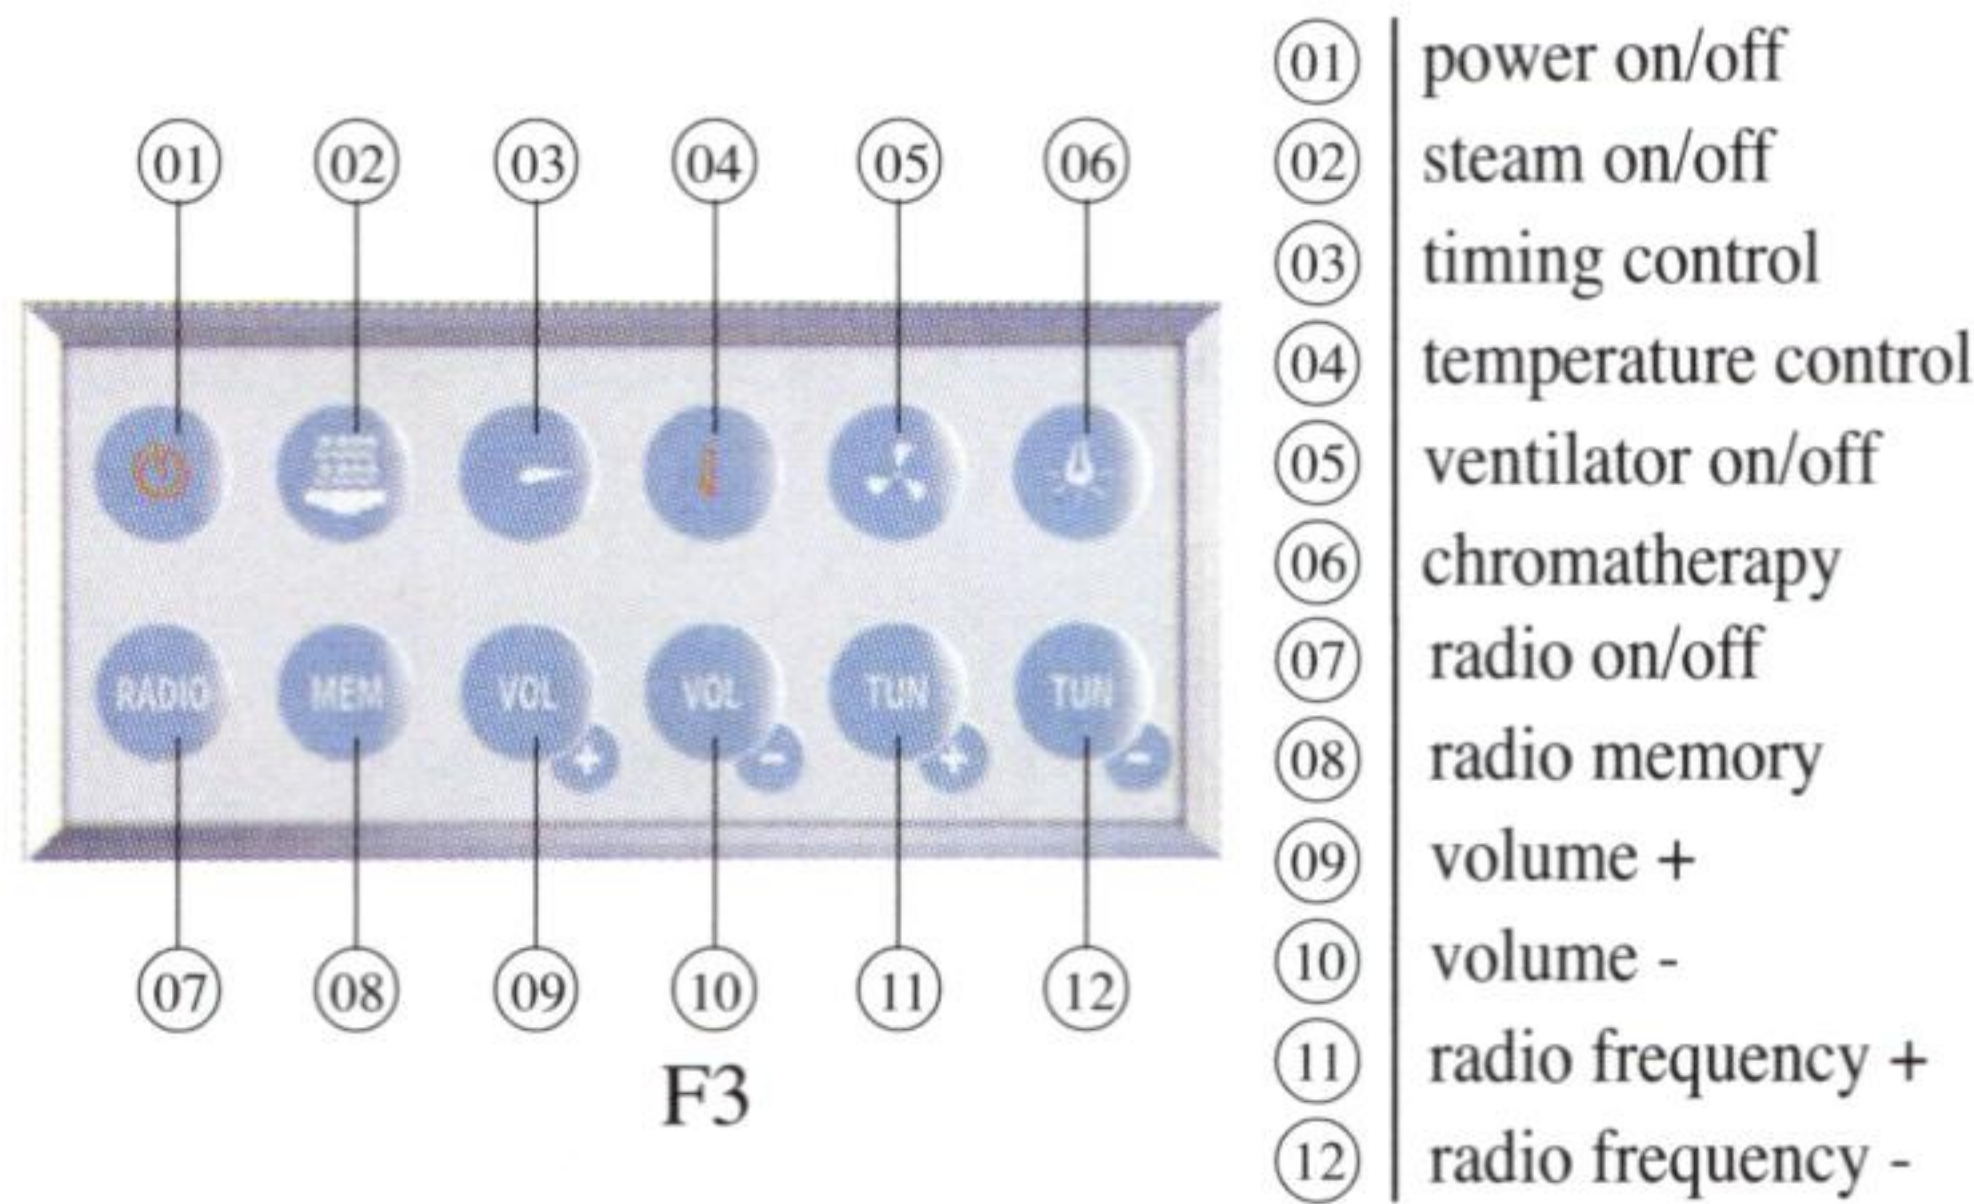 01 02 03 04 05 06
RADIO MEM VOL VOL TUN TUN
+ - + -
07 08 09 10 11 12
F3
01 power on/off
02 steam on/off
03 timing control
04 temperature control
05 ventilator on/off
06 chromatherapy
07 radio on/off
08 radio memory
09 volume +
10 volume -
11 radio frequency +
12 radio frequency -